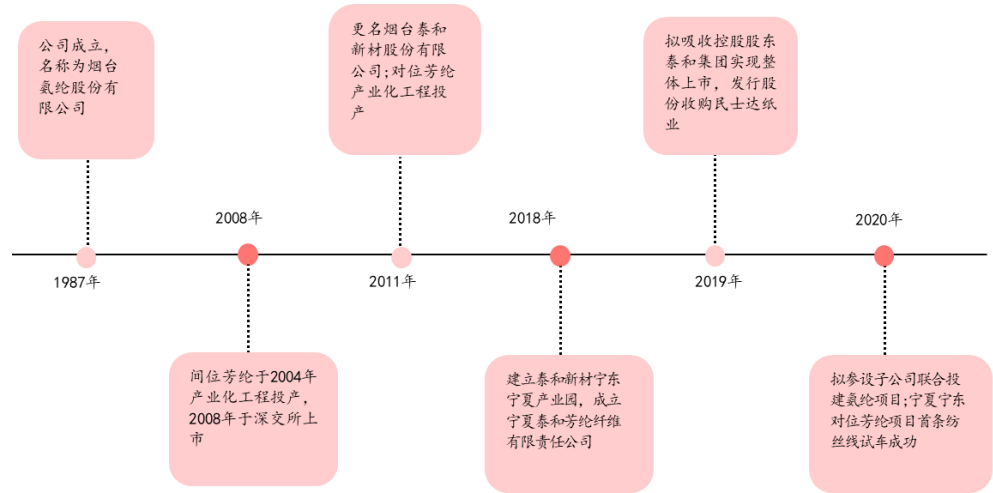 公司成立，
名称为烟台
氨纶股份有
限公司
1987年
2008年
间位芳纶于2004年
产业化工程投产，
2008年于深交所上
市
更名烟台泰和
新材股份有限
公司;对位芳纶
产业化工程投
产
2011年
2018年
建立泰和新材宁东
宁夏产业园，成立
宁夏泰和芳纶纤维
有限责任公司
拟吸收控股股东
泰和集团实现整
体上市，发行股
份收购民士达纸
业
2019年
2020年
拟参设子公司联合投
建氨纶项目;宁夏宁东
对位芳纶项目首条纺
丝线试车成功